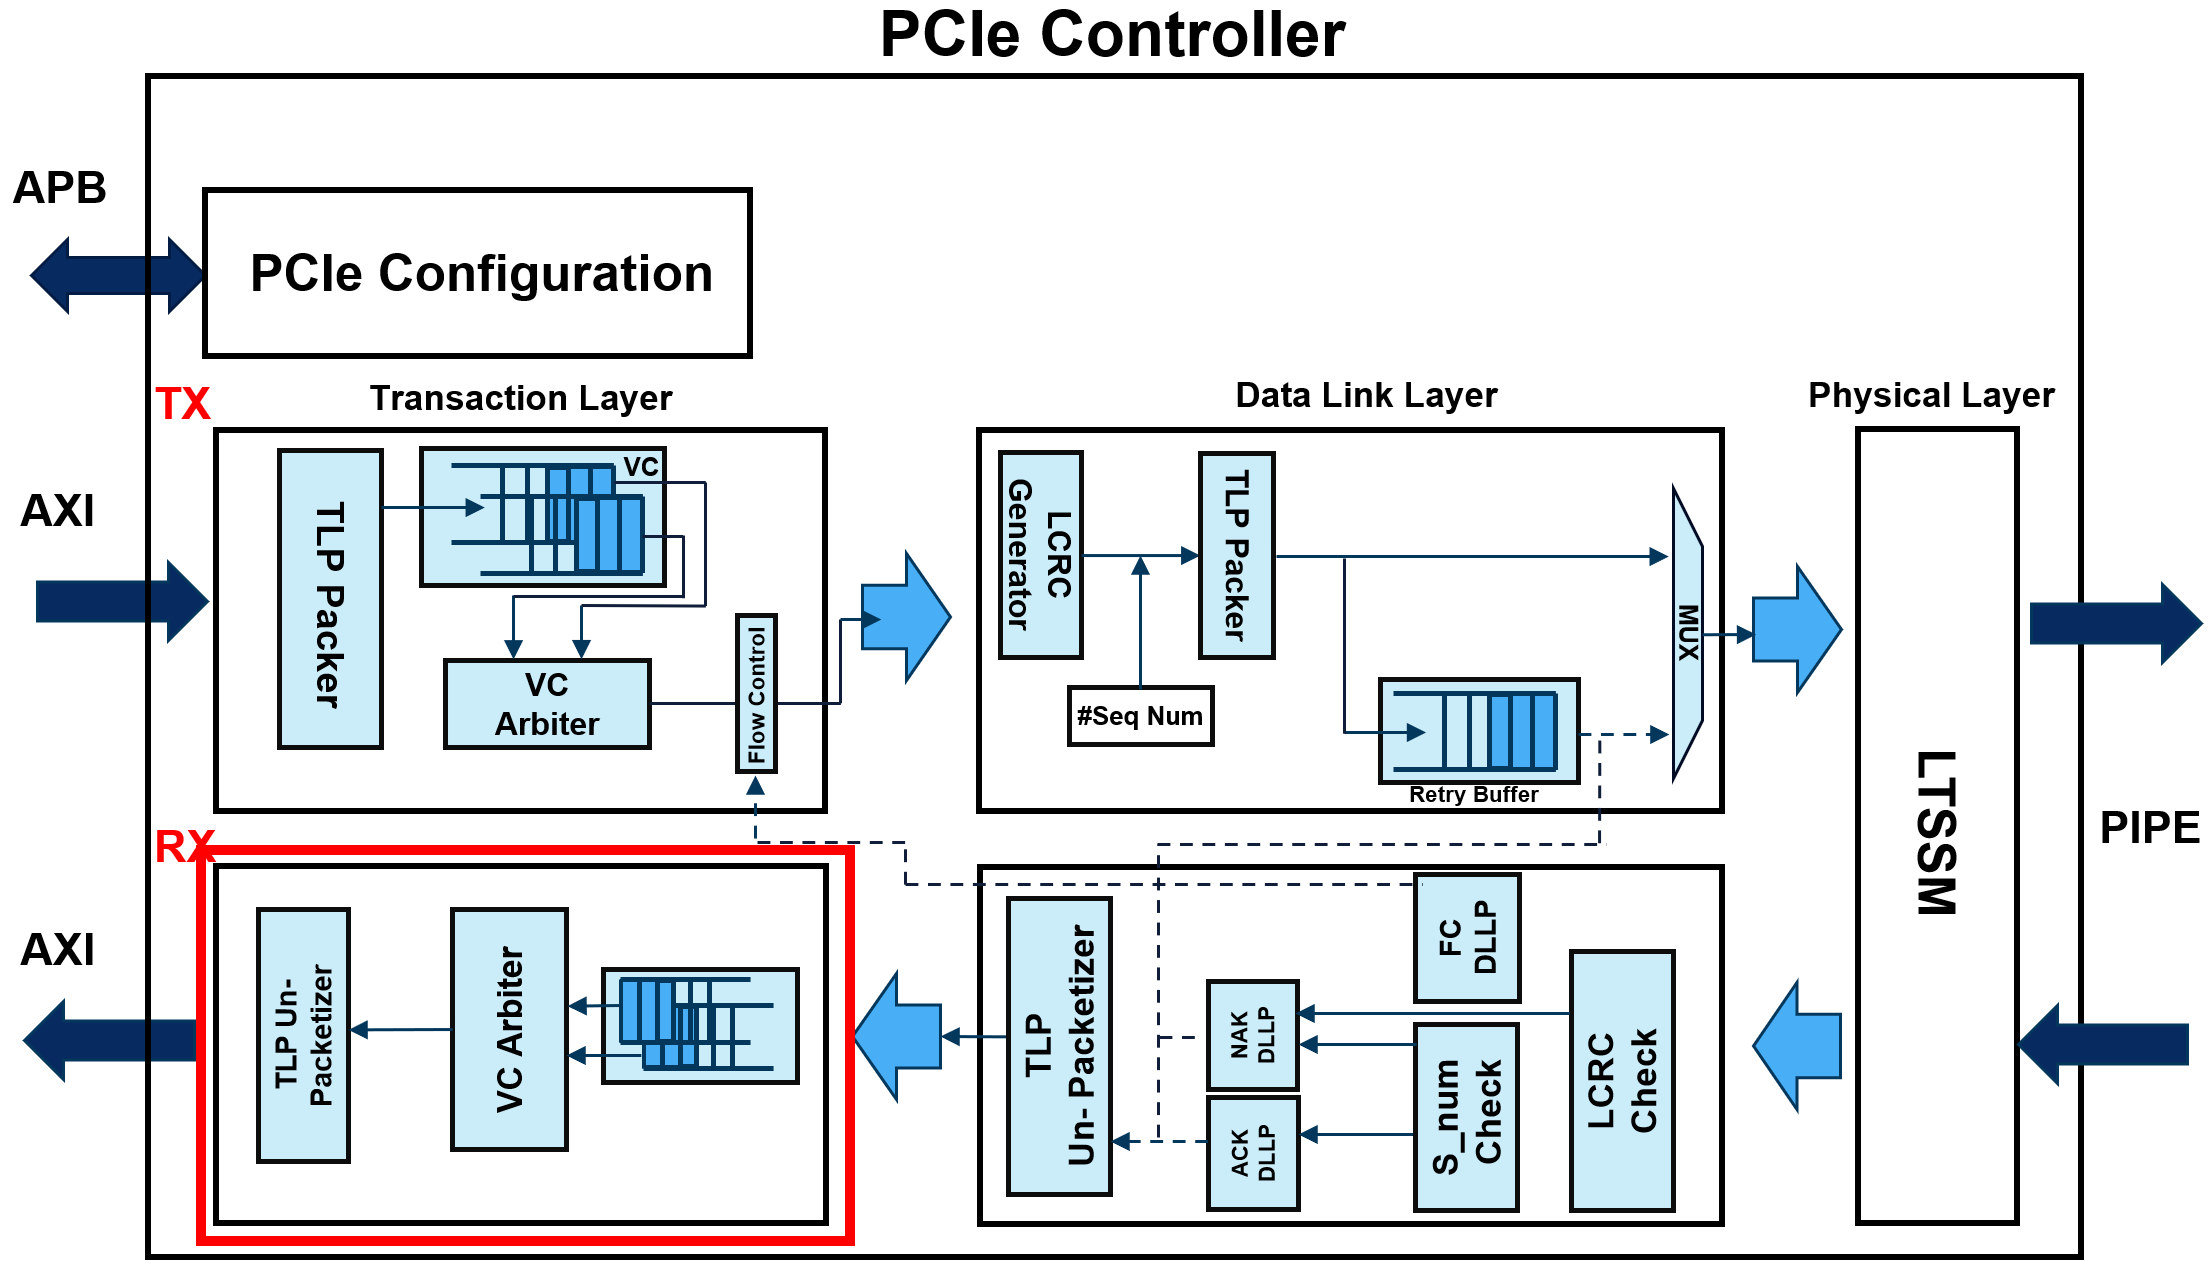 PCIe Controller
APB
PCIe Configuration
TX
Transaction Layer
Data Link Layer
Physical Layer
AXI
TLP Packer
VC
VC
Arbiter
Flow Control
LCRC
Generator
TLP Packer
#Seq Num
Retry Buffer
MUX
LTSSM
PIPE
RX
AXI
TLP Un-
Packetizer
VC Arbiter
TLP
Un- Packetizer
NAK
DLLP
ACK
DLLP
FC
DLLP
S_num
Check
LCRC
Check